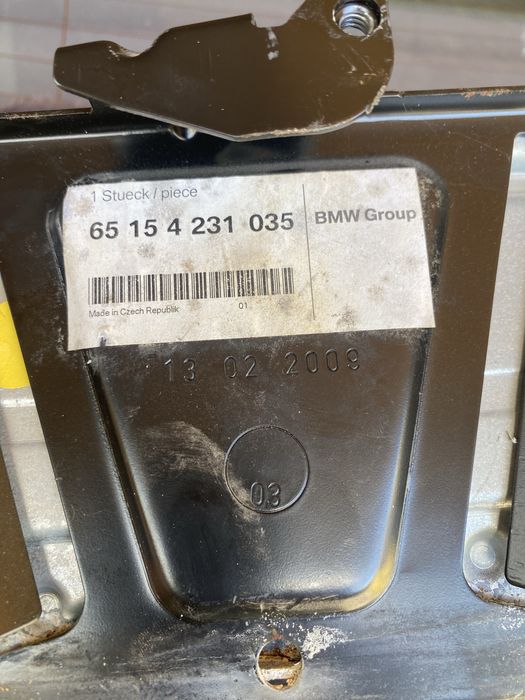 1 Stueck / piece
65 15 4 231 035
BMW Group
Made in Czech Republik
01
13 02 2009
03